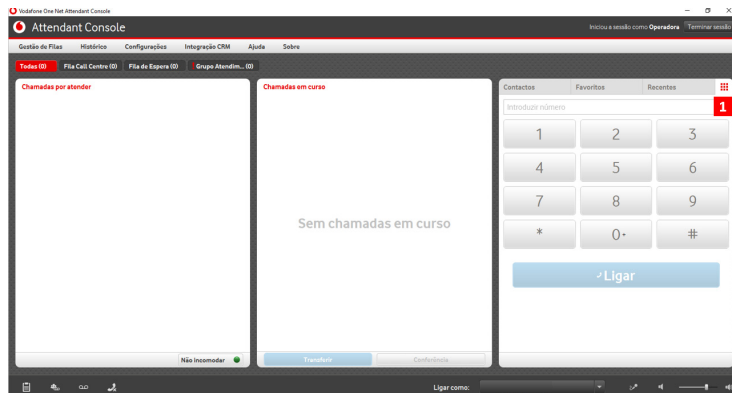 Vodafone One Net Attendant Console
Attendant Console
Iniciou a sessão como Operadora Terminar sessão
Gestão de Filas Histórico Configurações Integração CRM Ajuda Sobre
Todas (0) Fila Call Centre (0) Fila de Espera (0) Grupo Atendim... (0)
Chamadas por atender
Chamadas em curso
Contactos Favoritos Recentes
Introduzir número
1
1 2 3
4 5 6
7 8 9
* 0+ #
Sem chamadas em curso
Ligar
Não incomodar
Transferir Conferência
Ligar como: